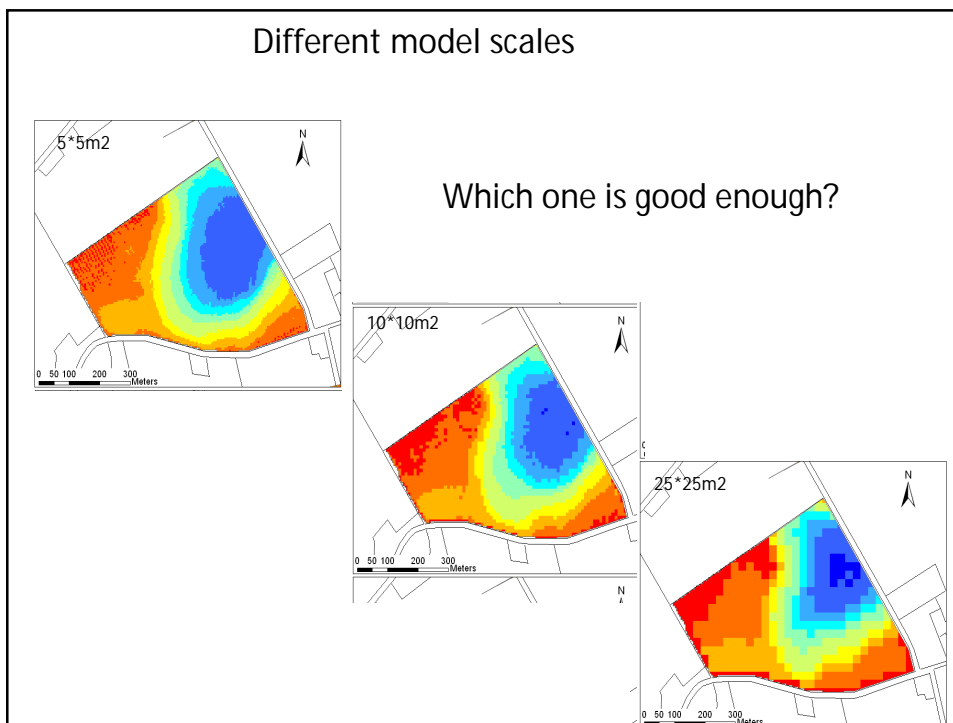 Different model scales
5*5m2
N
Which one is good enough?
0 50 100 200 300
Meters
10*10m2
N
0 50 100 200 300
Meters
N
25*25m2
N
0 50 100 200 300
Meters